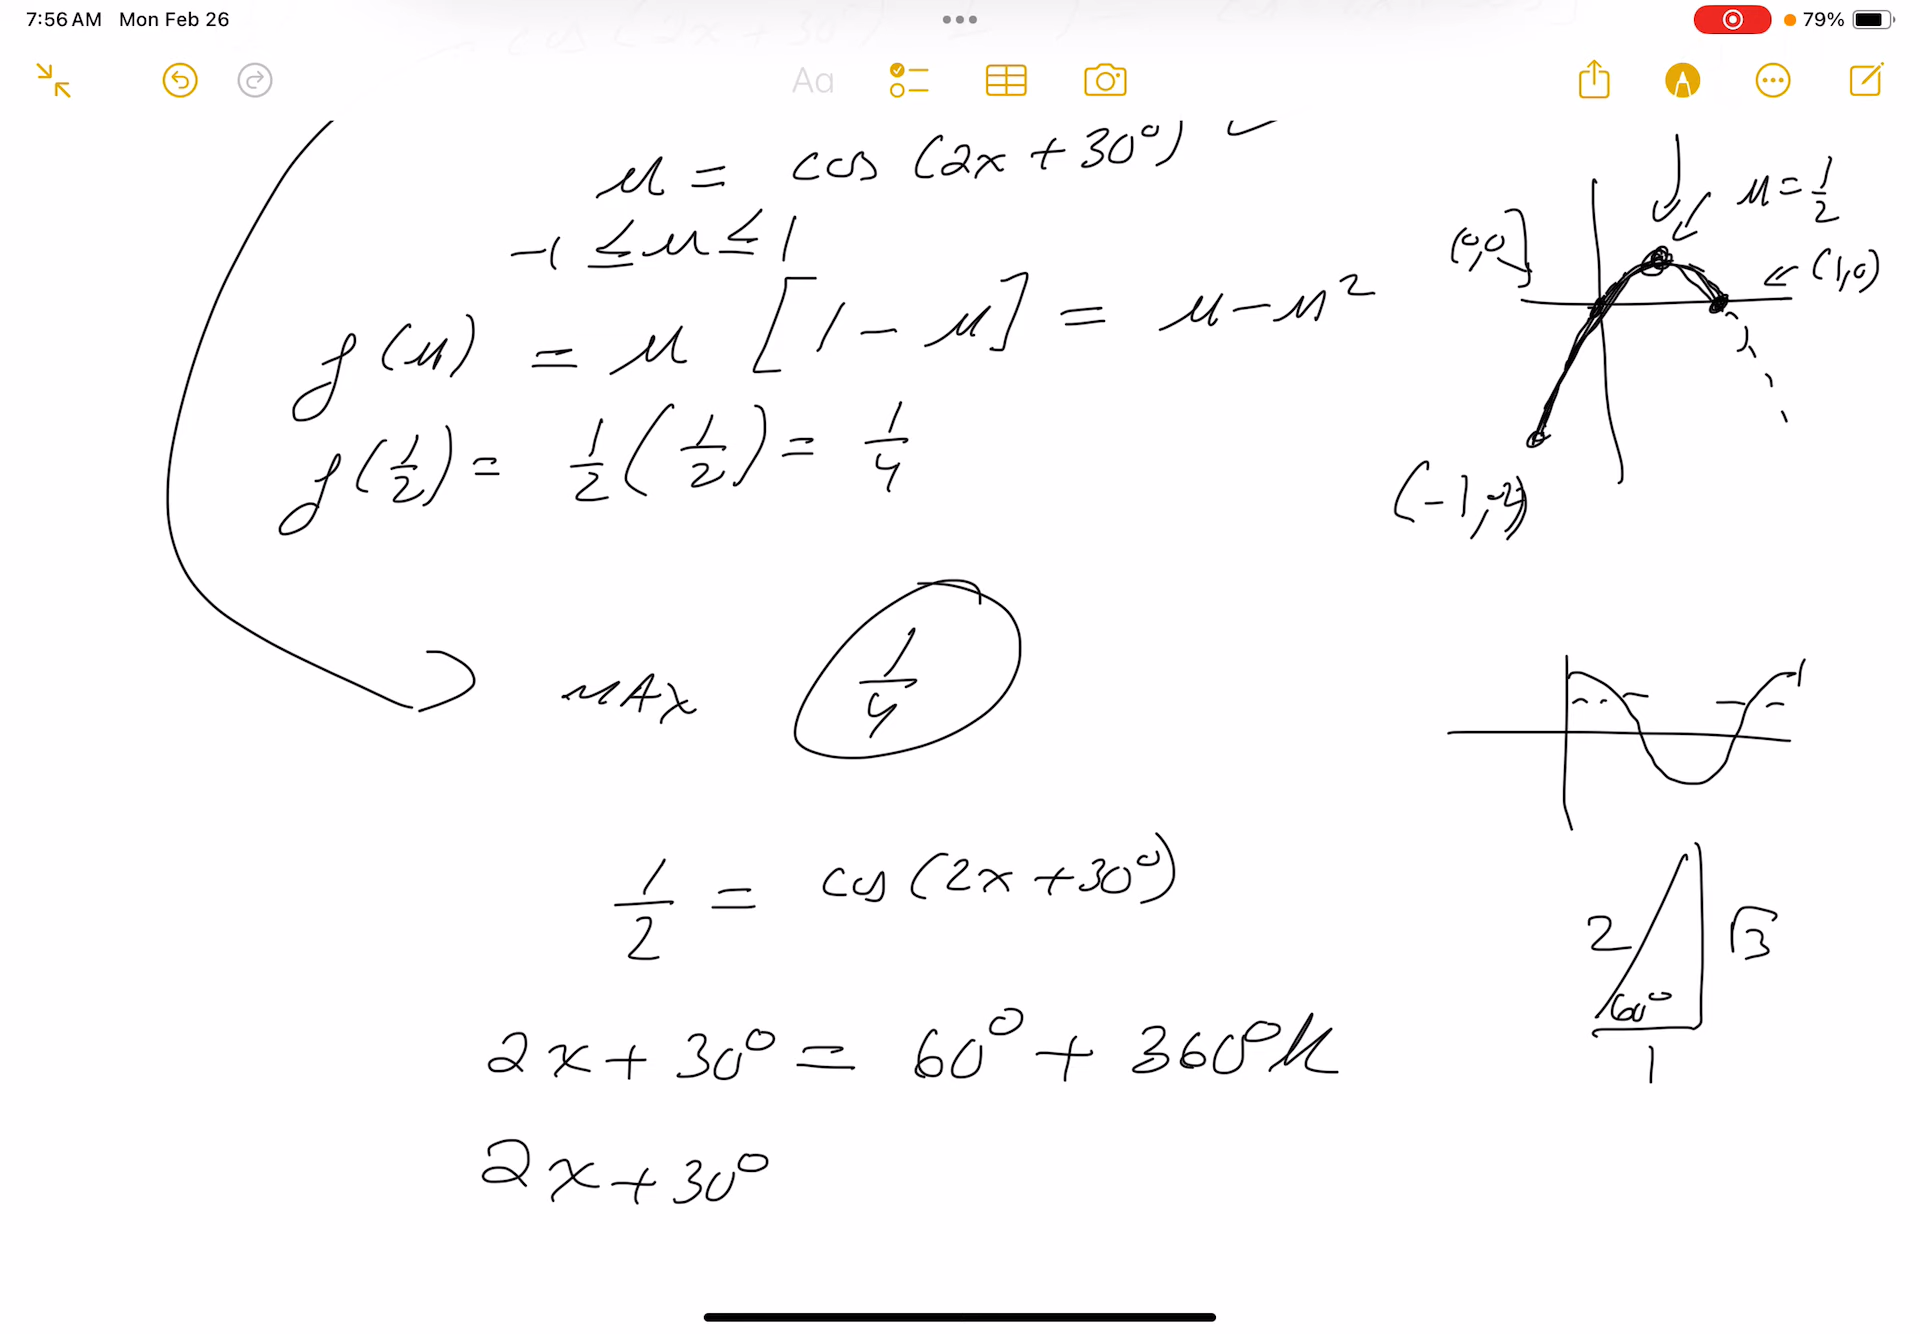 7:56 AM Mon Feb 26
79%
Aa
u = cos (2x + 30°)
-1 ≤ u ≤ 1
f(u) = u [1 - u] = u - u²
f(1/2) = 1/2 (1/2) = 1/4
MAX 1/4
1/2 = cos (2x + 30°)
2x + 30° = 60° + 360°k
2x + 30°
u = 1/2
(0,0)
(1,0)
(-1,-2)
2
√3
60°
1